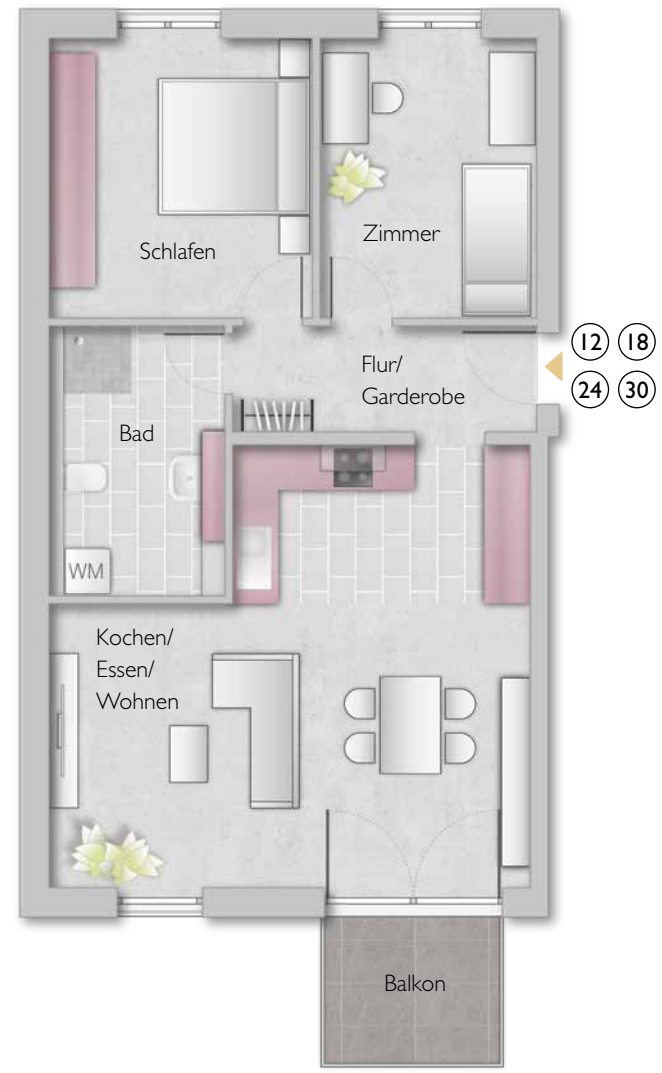 Schlafen
Zimmer
12 18
Flur/
Garderobe
24 30
Bad
WM
Kochen/
Essen/
Wohnen
Balkon